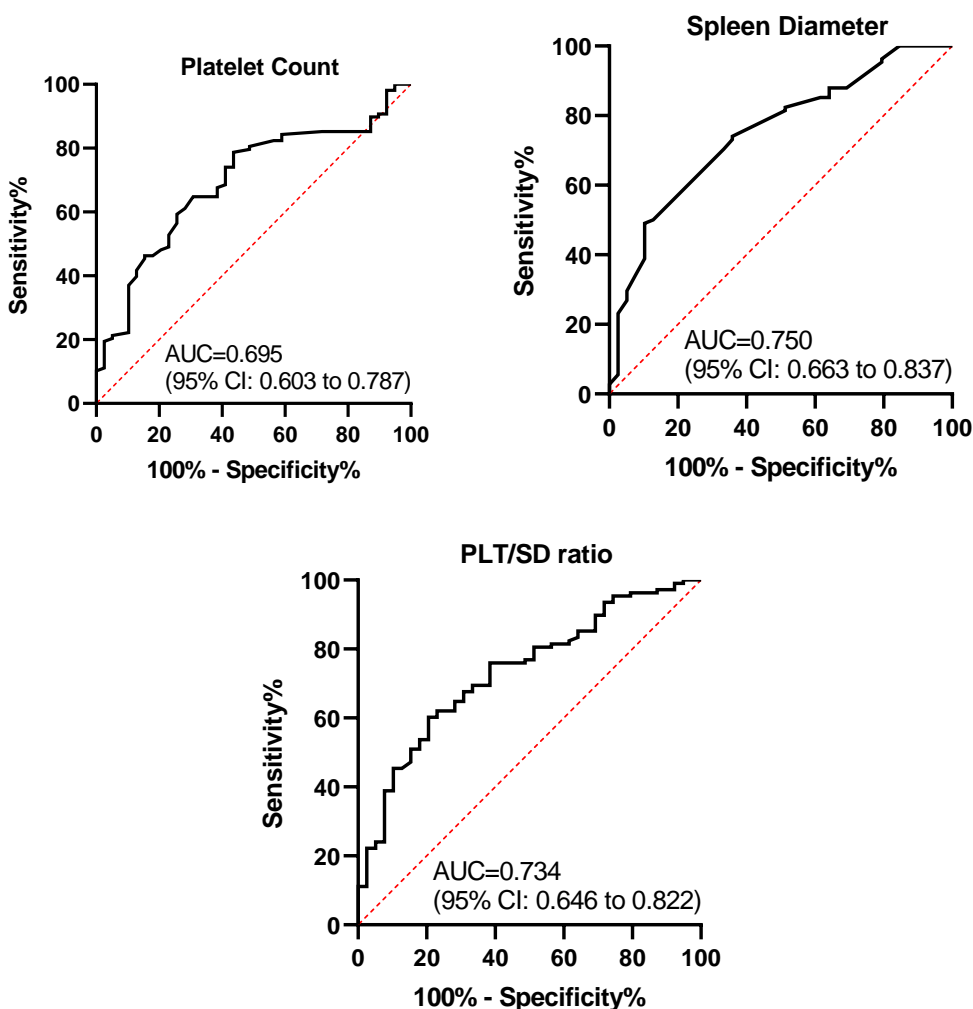 Platelet Count
100
80
60
40
20
0
Sensitivity%
AUC=0.695
(95% CI: 0.603 to 0.787)
0 20 40 60 80 100
100% - Specificity%
Spleen Diameter
100
80
60
40
20
0
Sensitivity%
AUC=0.750
(95% CI: 0.663 to 0.837)
0 20 40 60 80 100
100% - Specificity%
PLT/SD ratio
100
80
60
40
20
0
Sensitivity%
AUC=0.734
(95% CI: 0.646 to 0.822)
0 20 40 60 80 100
100% - Specificity%